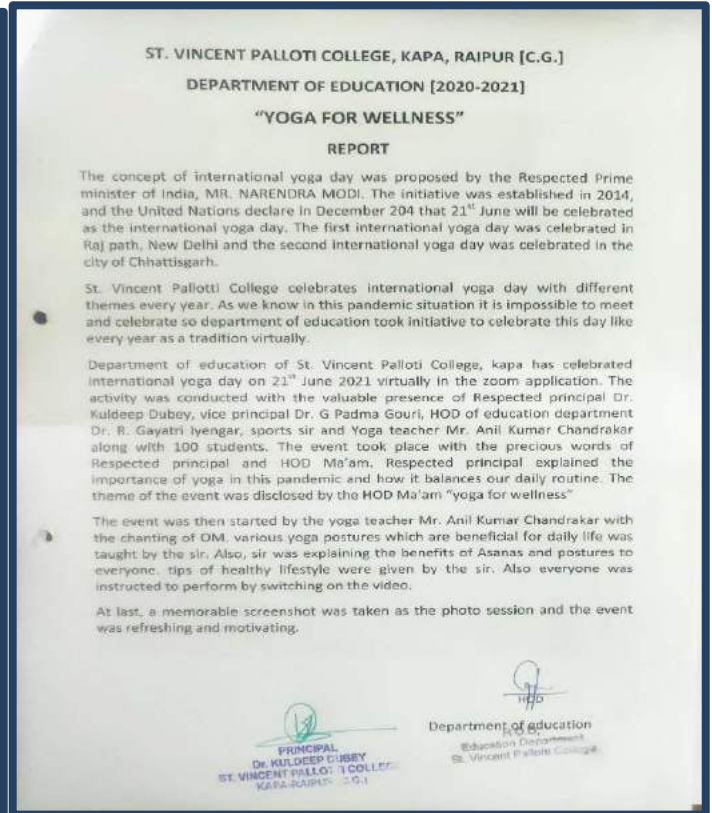 ST. VINCENT PALLOTI COLLEGE, KAPA, RAIPUR [C.G.]
DEPARTMENT OF EDUCATION [2020-2021]
"YOGA FOR WELLNESS"
REPORT
The concept of international yoga day was proposed by the Respected Prime
minister of India, MR. NARENDRA MODI. The initiative was established in 2014,
and the United Nations declare in December 204 that 21st June will be celebrated
as the international yoga day. The first international yoga day was celebrated in
Raj path, New Delhi and the second international yoga day was celebrated in the
city of Chhattisgarh.
St. Vincent Pallotti College celebrates international yoga day with different
themes every year. As we know in this pandemic situation it is impossible to meet
and celebrate so department of education took initiative to celebrate this day like
every year as a tradition virtually.
Department of education of St. Vincent Palloti College, kapa has celebrated
international yoga day on 21st June 2021 virtually in the zoom application. The
activity was conducted with the valuable presence of Respected principal Dr.
Kuldeep Dubey, vice principal Dr. G Padma Gouri, HOD of education department
Dr. R. Gayatri Iyengar, sports sir and Yoga teacher Mr. Anil Kumar Chandrakar
along with 100 students. The event took place with the precious words of
Respected principal and HOD Ma'am. Respected principal explained the
importance of yoga in this pandemic and how it balances our daily routine. The
theme of the event was disclosed by the HOD Ma'am "yoga for wellness"
The event was then started by the yoga teacher Mr. Anil Kumar Chandrakar with
the chanting of OM, various yoga postures which are beneficial for daily life was
taught by the sir. Also, sir was explaining the benefits of Asanas and postures to
everyone. tips of healthy lifestyle were given by the sir. Also everyone was
instructed to perform by switching on the video.
At last, a memorable screenshot was taken as the photo session and the event
was refreshing and motivating.
HOD
Department of education
H.O.D.
Education Department
St. Vincent Palloti College
PRINCIPAL
Dr. KULDEEP DUBEY
ST. VINCENT PALLOTTI COLLEGE
KAPA-RAIPUR (C.G.)